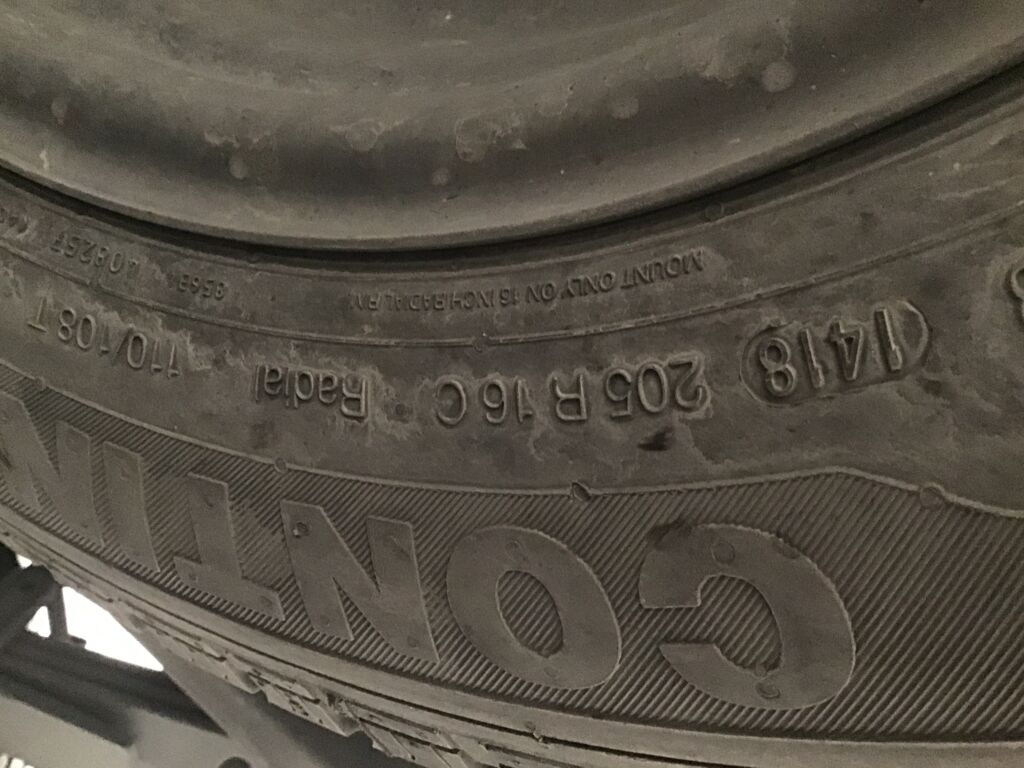 MOUNT ONLY ON 16 INCH RADIAL RIM
(1418) 205 R 16 C Radial 110/108 T
CONTIN